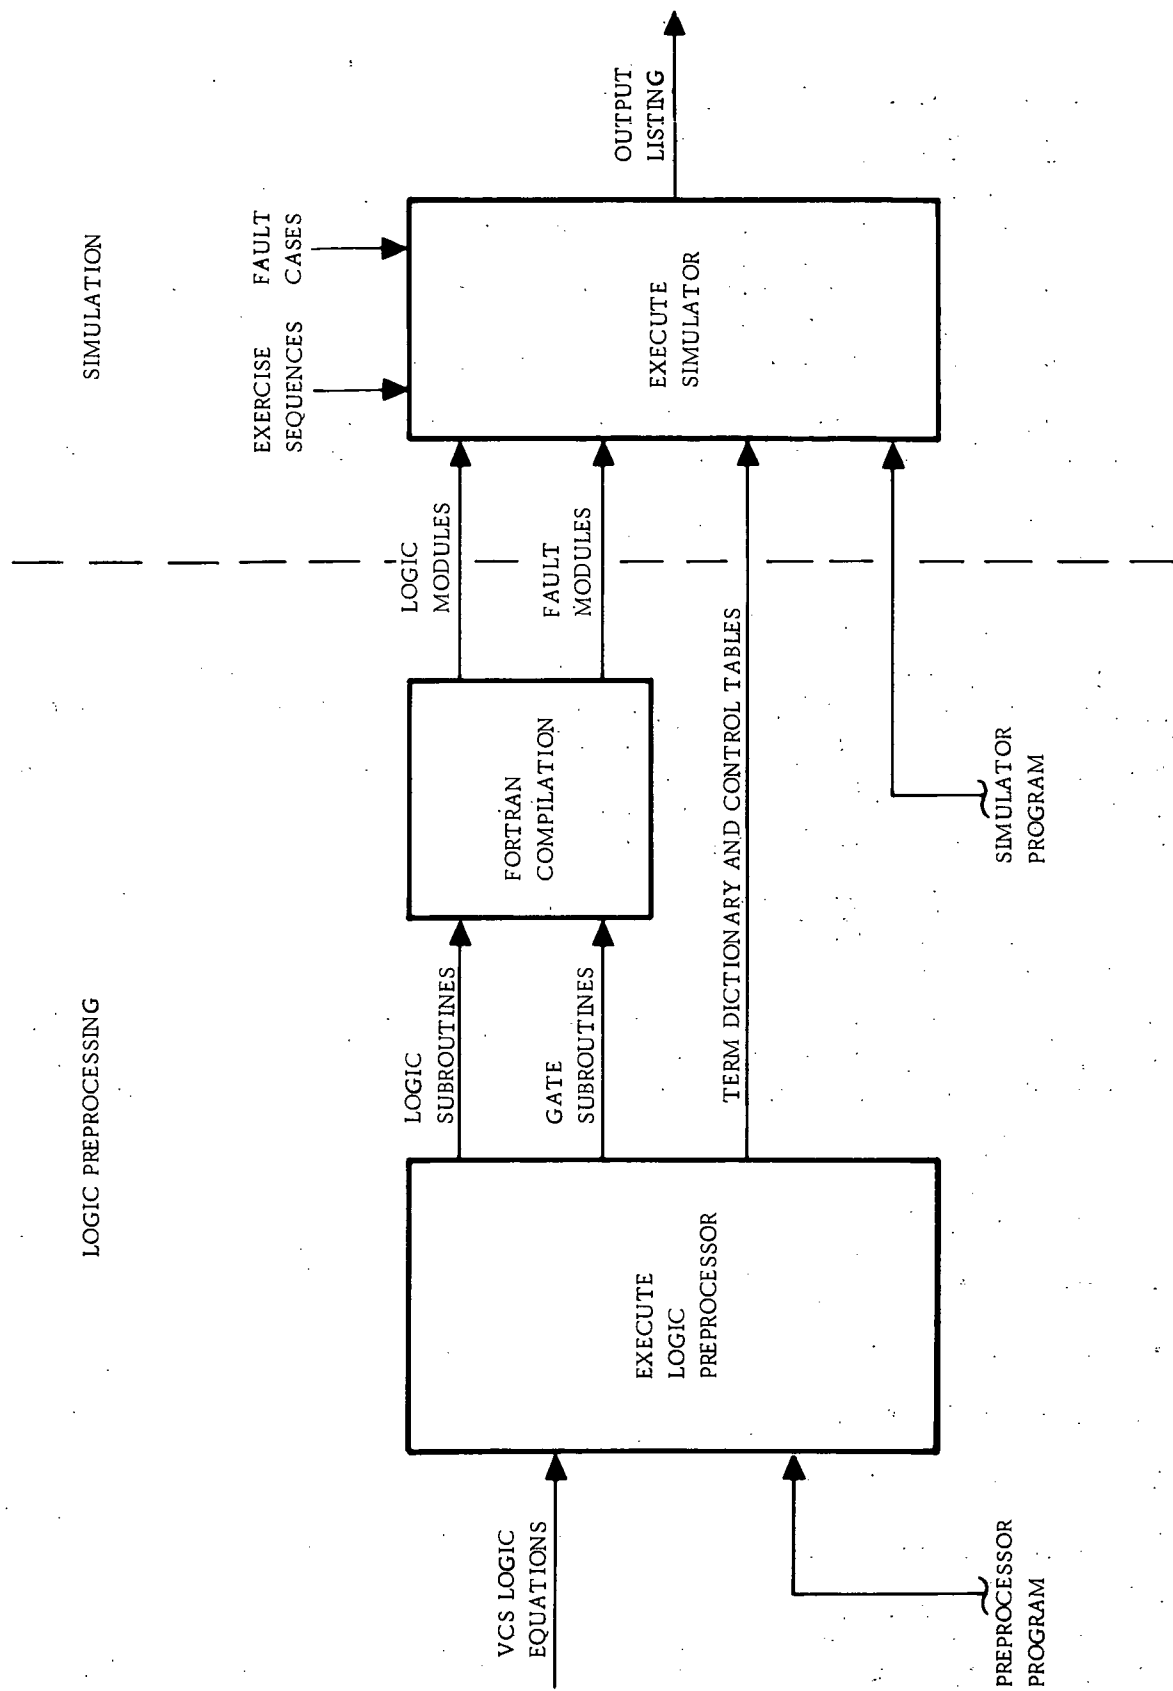 LOGIC PREPROCESSING
SIMULATION
VCS LOGIC
EQUATIONS
PREPROCESSOR
PROGRAM
EXECUTE
LOGIC
PREPROCESSOR
LOGIC
SUBROUTINES
GATE
SUBROUTINES
TERM DICTIONARY AND CONTROL TABLES
FORTRAN
COMPILATION
LOGIC
MODULES
FAULT
MODULES
SIMULATOR
PROGRAM
EXERCISE
SEQUENCES
FAULT
CASES
EXECUTE
SIMULATOR
OUTPUT
LISTING